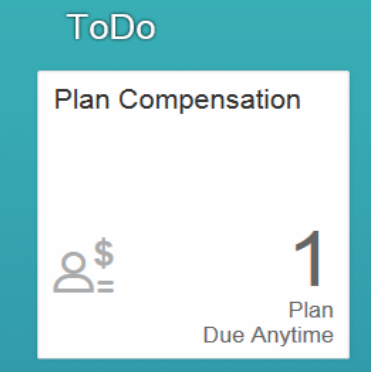 ToDo
Plan Compensation
$
1
Plan
Due Anytime